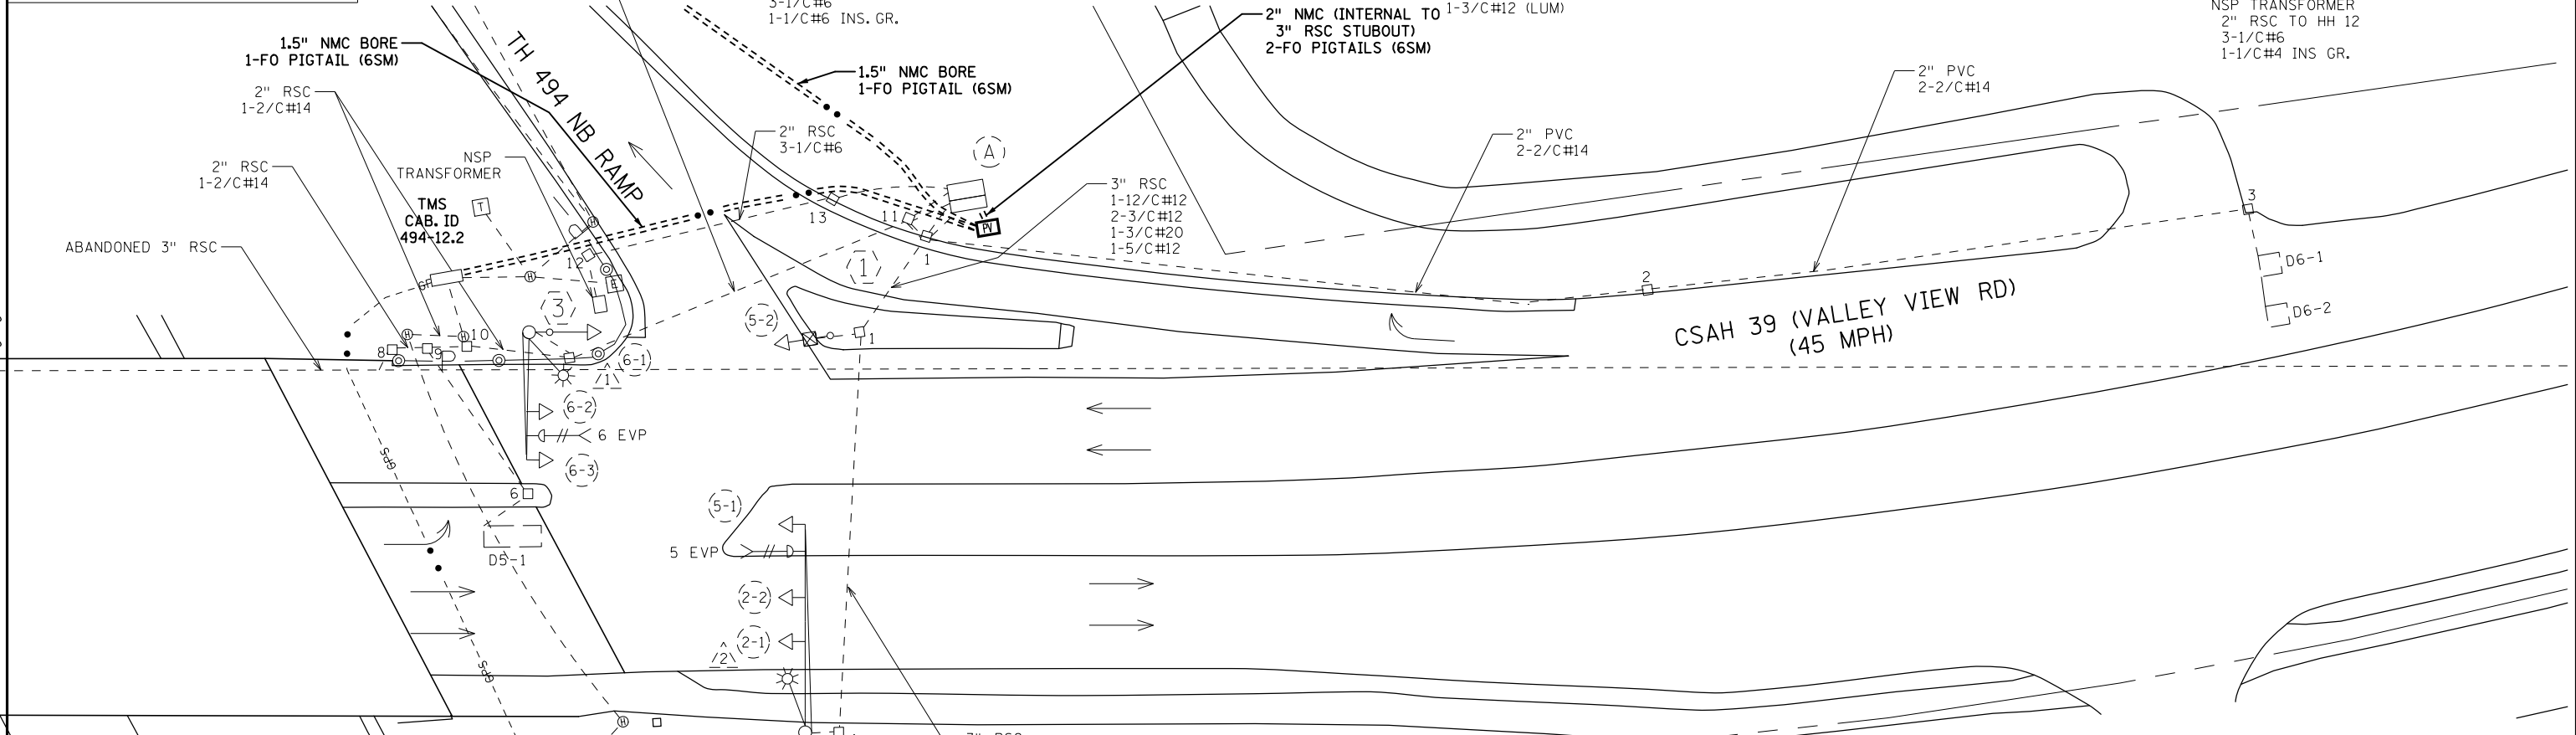 3-1/C#6
1-1/C#6 INS. GR.
2" NMC (INTERNAL TO
3" RSC STUBOUT)
2-FO PIGTAILS (6SM)
1-3/C#12 (LUM)
NSP TRANSFORMER
2" RSC TO HH 12
3-1/C#6
1-1/C#4 INS GR.
1.5" NMC BORE
1-FO PIGTAIL (6SM)
TH 494 NB RAMP
1.5" NMC BORE
1-FO PIGTAIL (6SM)
2" PVC
2-2/C#14
2" RSC
1-2/C#14
2" RSC
3-1/C#6
A
2" PVC
2-2/C#14
NSP
TRANSFORMER
2" RSC
1-2/C#14
3" RSC
1-12/C#12
2-3/C#12
1-3/C#20
1-5/C#12
TMS
CAB. ID
494-12.2
T
H
13
11
PV
3
ABANDONED 3" RSC
12
H
1
1
D6-1
E
2
3
D6-2
5-2
1
CSAH 39 (VALLEY VIEW RD)
(45 MPH)
H
H
10
8
9
7
6-1
1
6-2
6 EVP
6-3
GPS
6
5-1
5 EVP
D5-1
2-2
2-1
2
GPS
H
3" RSC